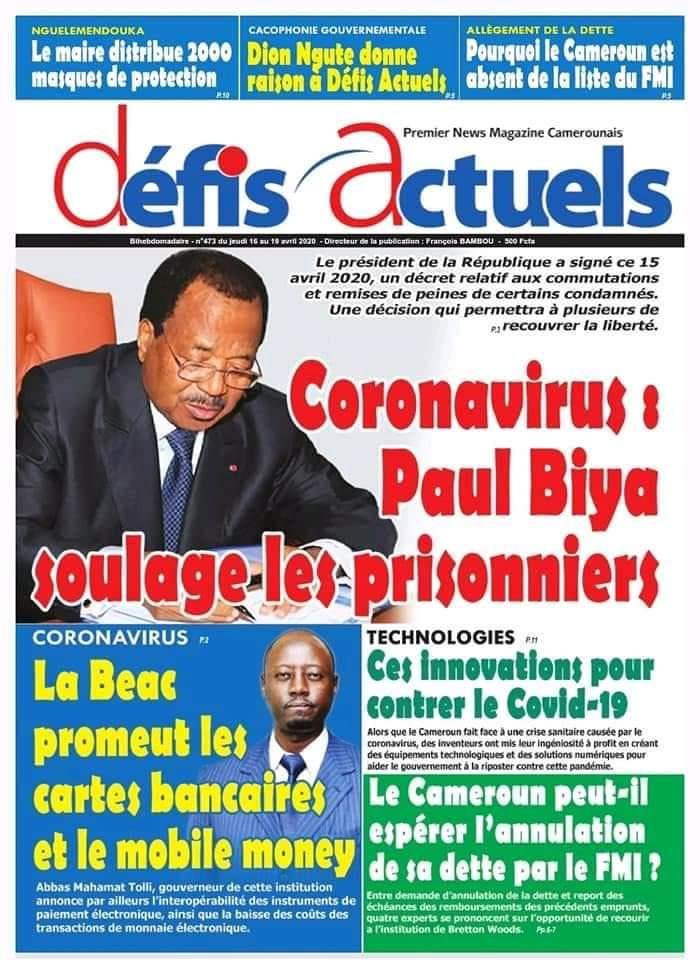 NGUELEMENDOUKA
Le maire distribue 2000
masques de protection
P.10
CACOPHONIE GOUVERNEMENTALE
Dion Ngute donne
raison à Défis Actuels
P.5
ALLÈGEMENT DE LA DETTE
Pourquoi le Cameroun est
absent de la liste du FMI
P.5
Premier News Magazine Camerounais
défis actuels
Bihebdomadaire - n°473 du jeudi 16 au 19 avril 2020 - Directeur de la publication : François BAMBOU - 500 Fcfa
Le président de la République a signé ce 15
avril 2020, un décret relatif aux commutations
et remises de peines de certains condamnés.
Une décision qui permettra à plusieurs de
P.3 recouvrer la liberté.
Coronavirus :
Paul Biya
soulage les prisonniers
CORONAVIRUS P.2
La Beac
promeut les
cartes bancaires
et le mobile money
Abbas Mahamat Tolli, gouverneur de cette institution
annonce par ailleurs l'interopérabilité des instruments de
paiement électronique, ainsi que la baisse des coûts des
transactions de monnaie électronique.
TECHNOLOGIES P.11
Ces innovations pour
contrer le Covid-19
Alors que le Cameroun fait face à une crise sanitaire causée par le
coronavirus, des inventeurs ont mis leur ingéniosité à profit en créant
des équipements technologiques et des solutions numériques pour
aider le gouvernement à la riposter contre cette pandémie.
Le Cameroun peut-il
espérer l'annulation
de sa dette par le FMI ?
Entre demande d'annulation de la dette et report des
échéances des remboursements des précédents emprunts,
quatre experts se prononcent sur l'opportunité de recourir
a l'institution de Bretton Woods. Pp.6-7